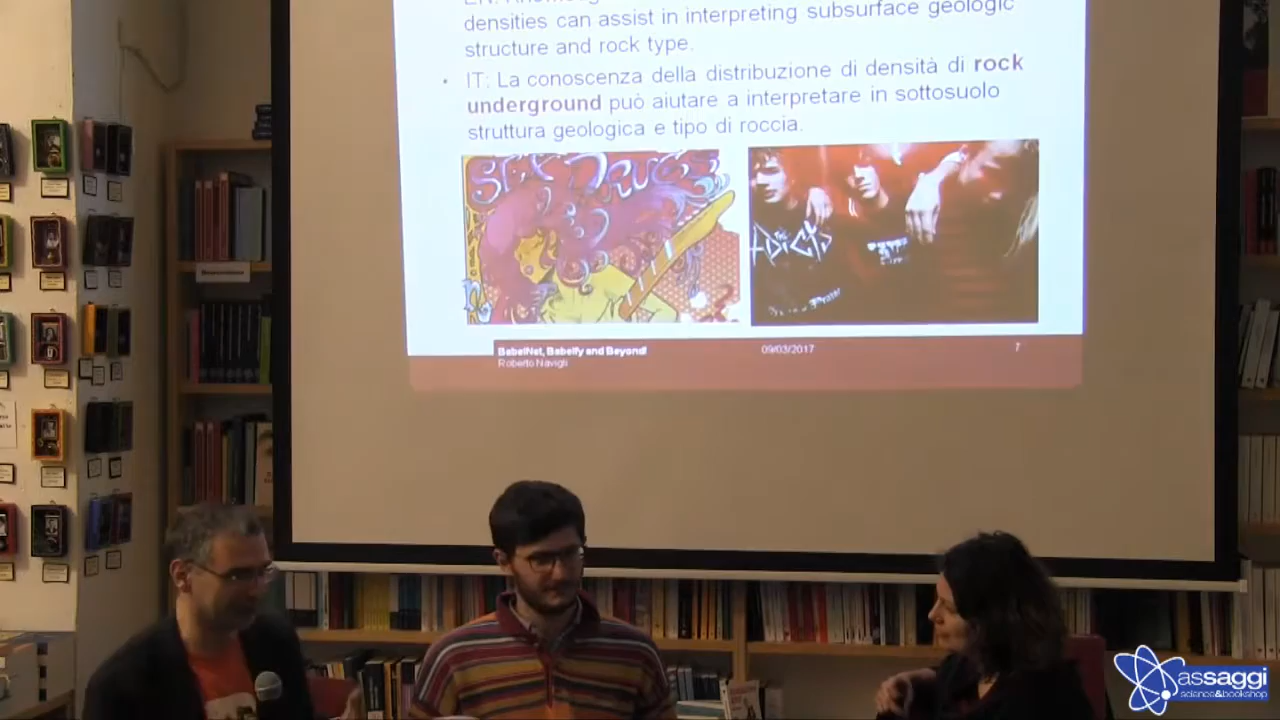 densities can assist in interpreting subsurface geologic
structure and rock type.
• IT: La conoscenza della distribuzione di densità di rock
underground può aiutare a interpretare in sottosuolo
struttura geologica e tipo di roccia.
SEX DRUGS
BabelNet, Babelfy and Beyond!
Roberto Navigli
09/03/2017
7
assaggi
science&bookshop